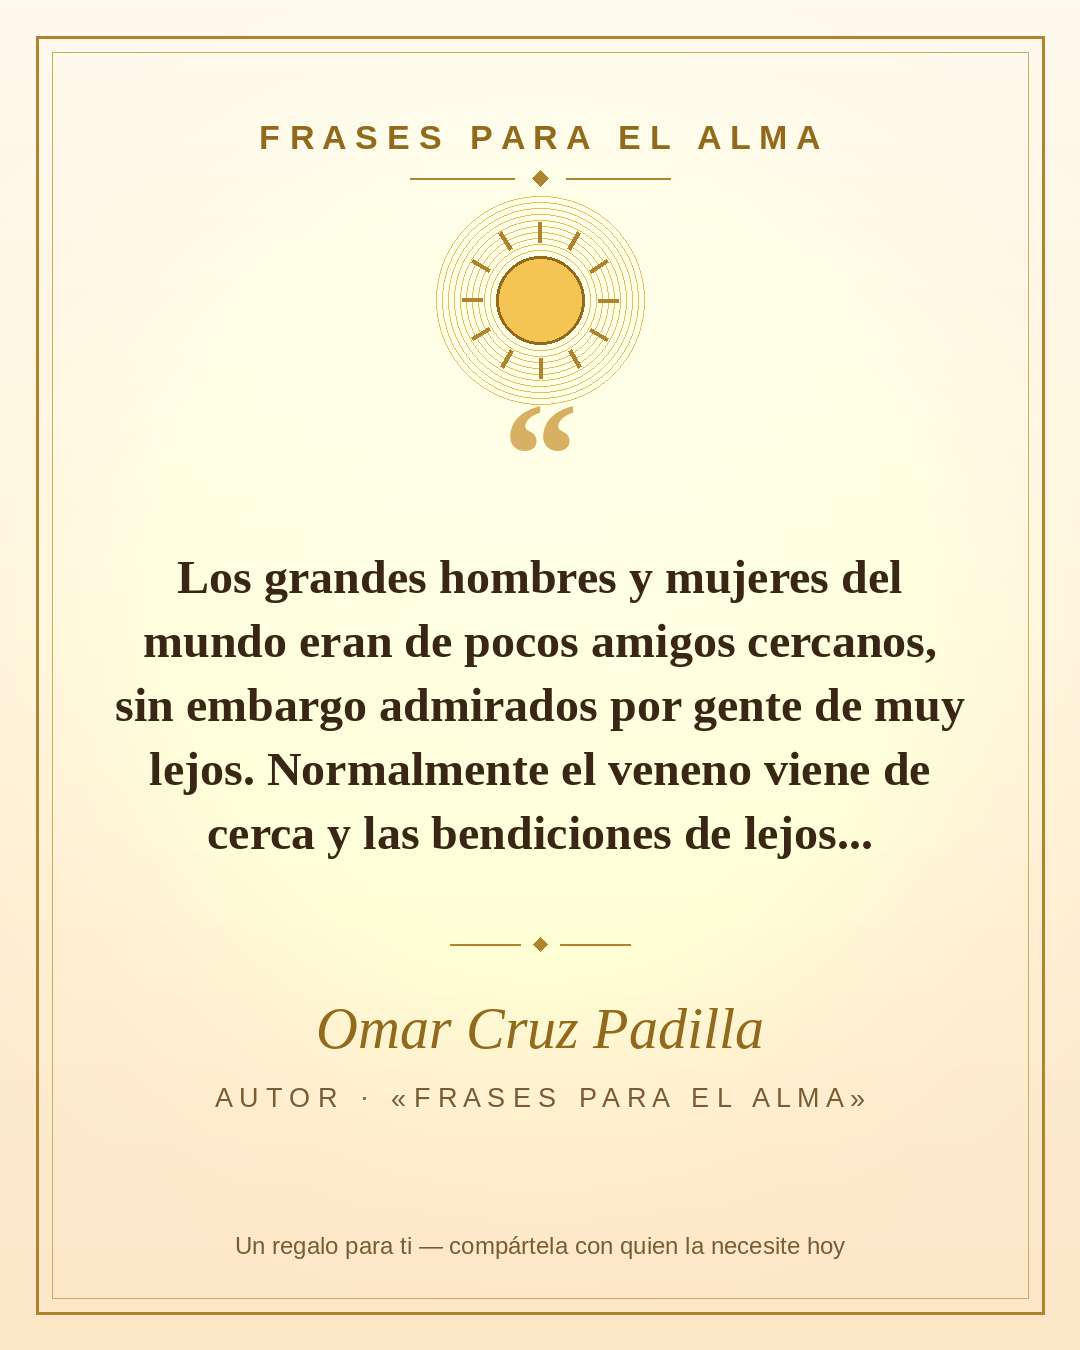 FRASES PARA EL ALMA
“
Los grandes hombres y mujeres del
mundo eran de pocos amigos cercanos,
sin embargo admirados por gente de muy
lejos. Normalmente el veneno viene de
cerca y las bendiciones de lejos...
Omar Cruz Padilla
AUTOR · «FRASES PARA EL ALMA»
Un regalo para ti — compártela con quien la necesite hoy